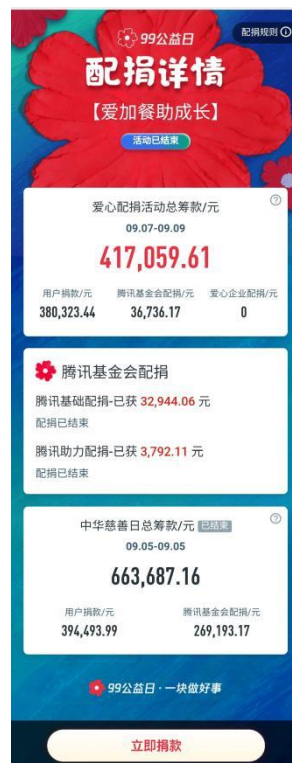 99公益日
配捐规则
配捐详情
【爱加餐助成长】
活动已结束
爱心配捐活动总筹款/元
09.07-09.09
417,059.61
用户捐款/元 腾讯基金会配捐/元 爱心企业配捐/元
380,323.44 36,736.17 0
腾讯基金会配捐
腾讯基础配捐-已获 32,944.06 元
配捐已结束
腾讯助力配捐-已获 3,792.11 元
配捐已结束
中华慈善日总筹款/元 已结束
09.05-09.05
663,687.16
用户捐款/元 腾讯基金会配捐/元
394,493.99 269,193.17
99公益日·一块做好事
立即捐款